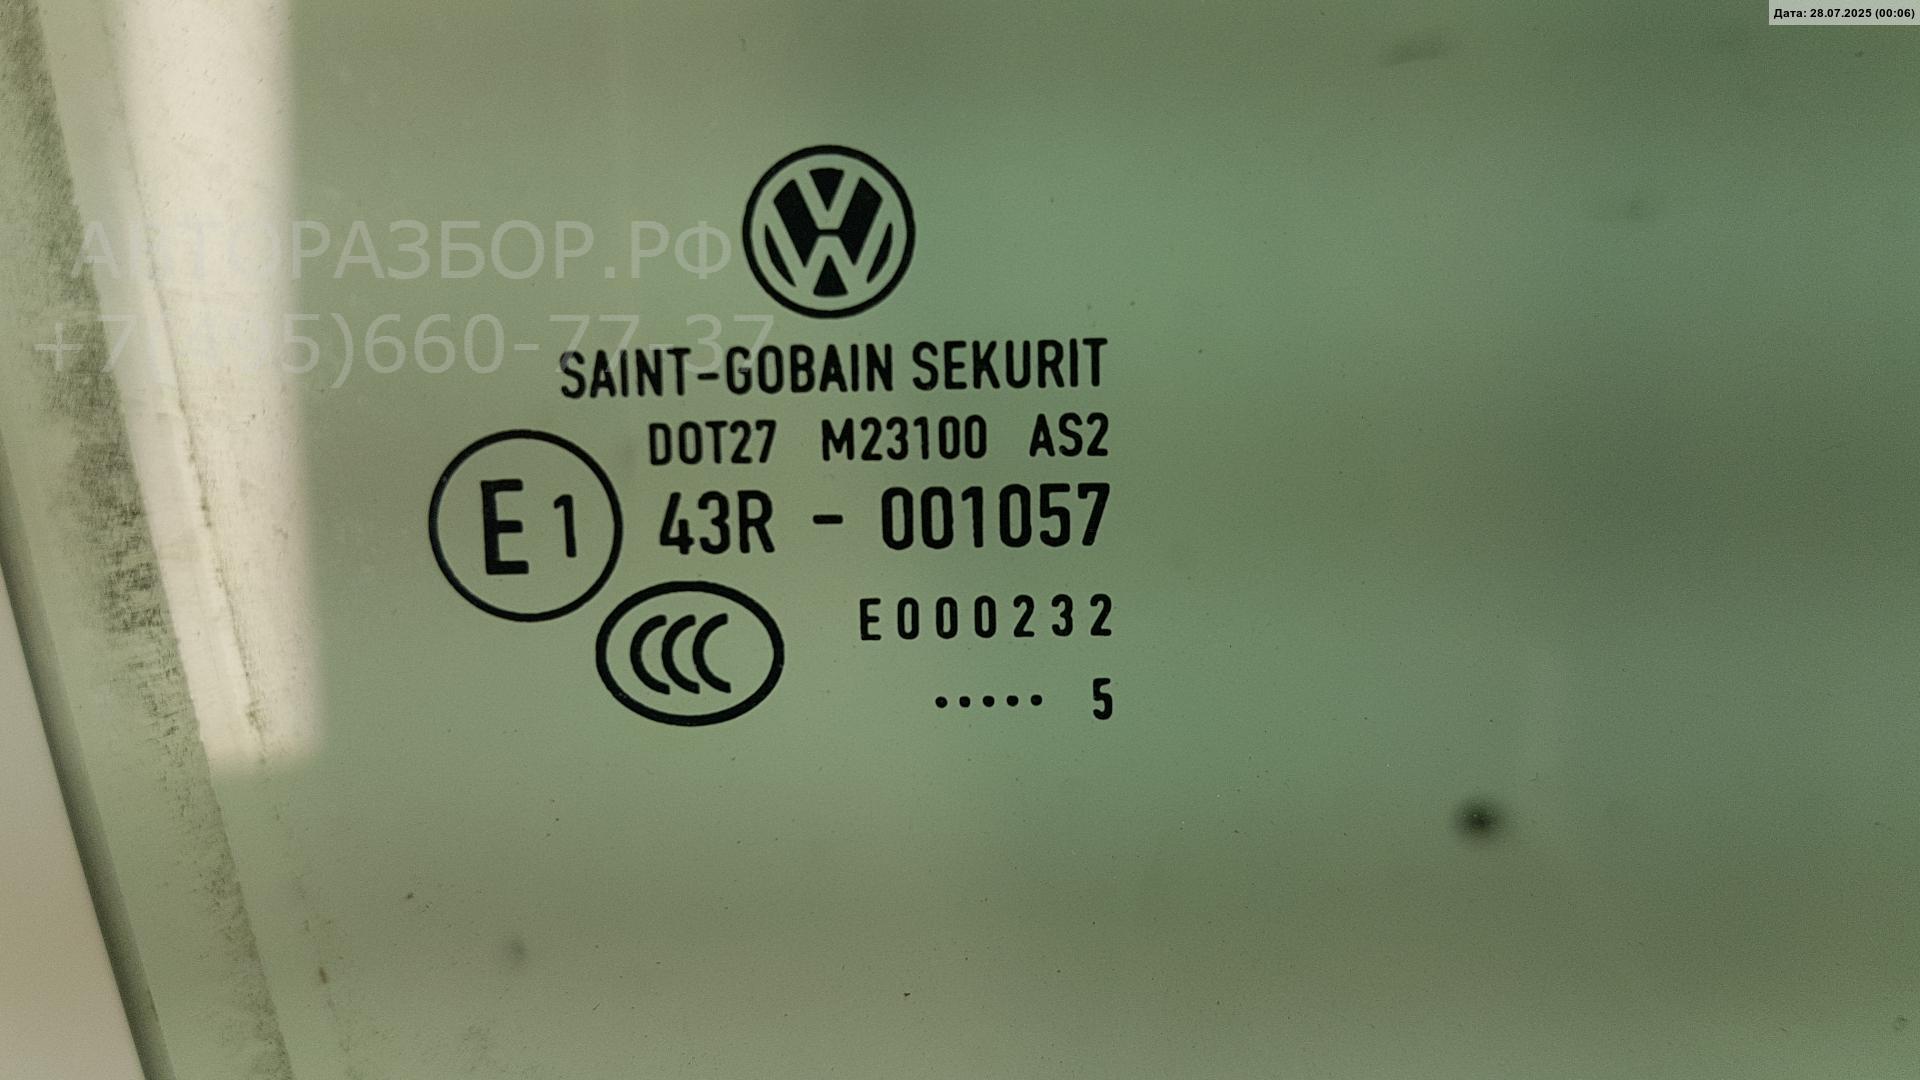 Дата: 28.07.2025 (00:06)
АВТОРАЗБОР.РФ
+7(495)660-77-37
SAINT-GOBAIN SEKURIT
DOT27 M23100 AS2
E1 43R - 001057
CCC E000232
..... 5